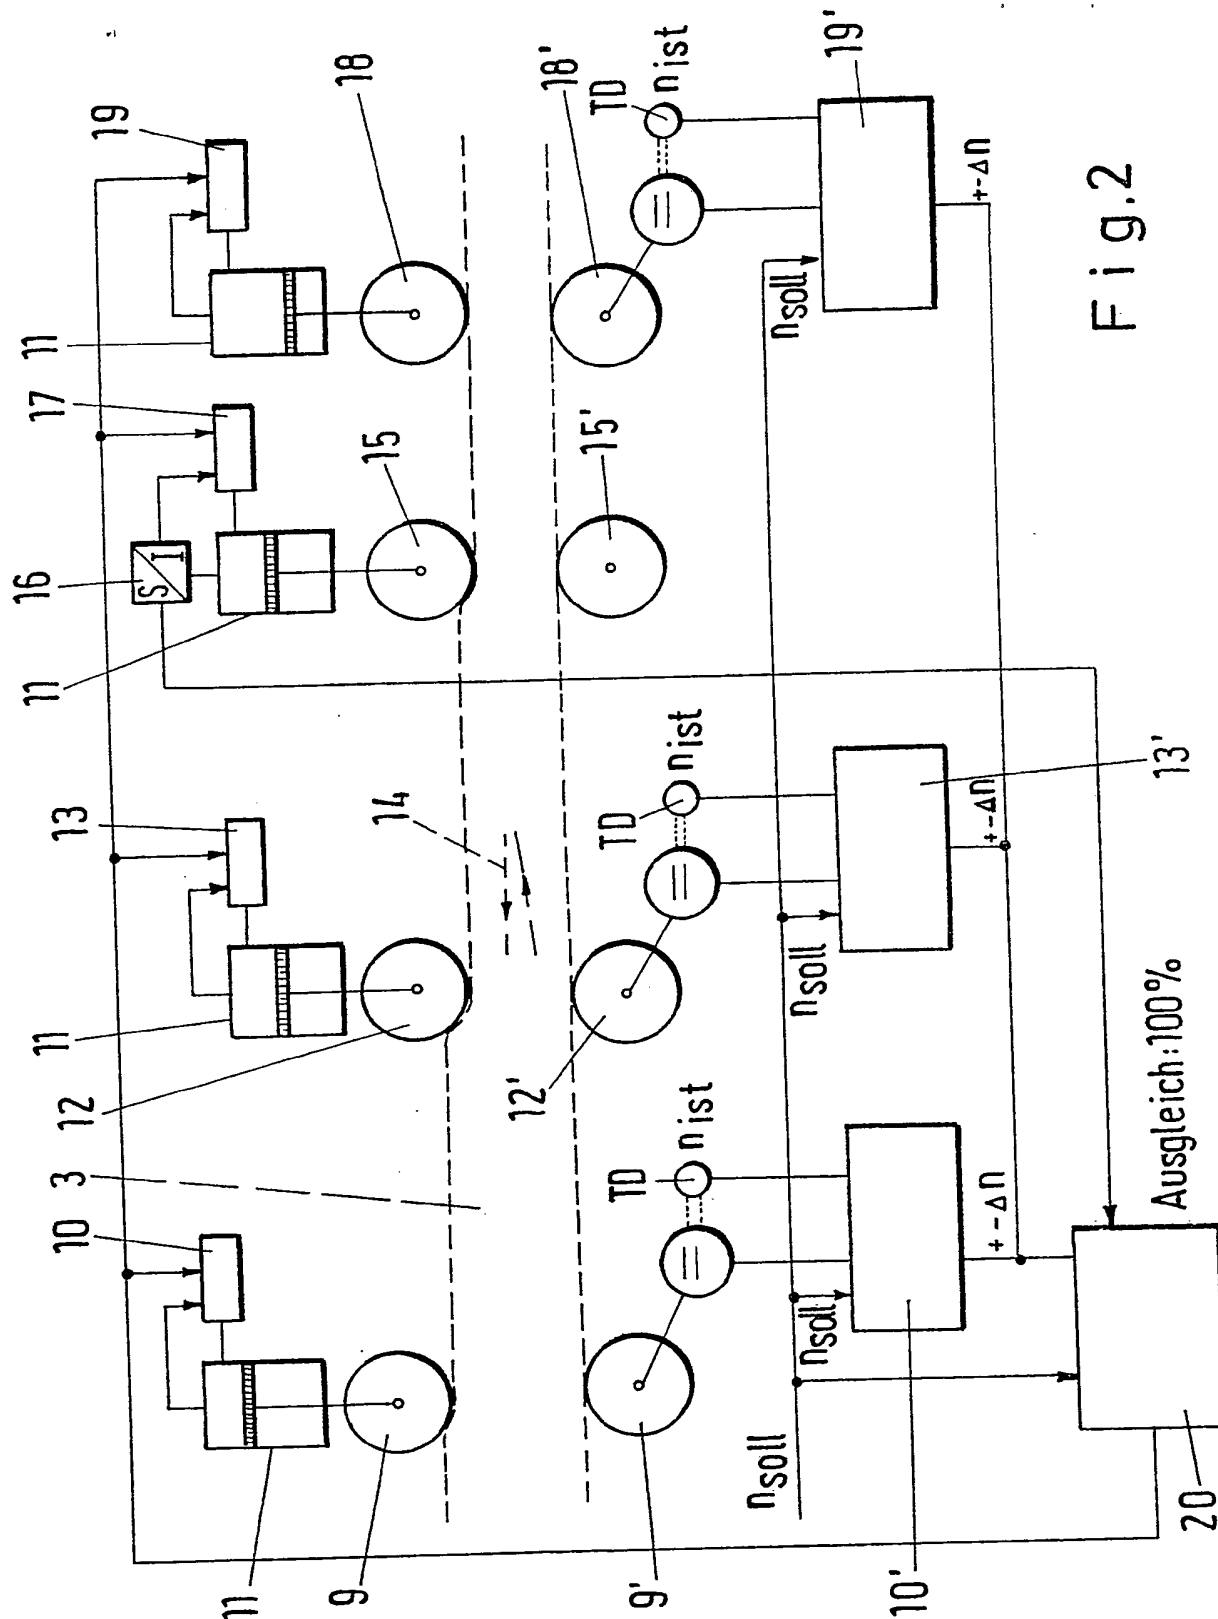 11
10
3
11
13
14
11
16
17
11
19
S
I
9
12
15
18
9'
12'
15'
18'
TD
nist
TD
nist
TD
nist
nsoll
nsoll
nsoll
nsoll
10'
13'
19'
+-Δn
+-Δn
+-Δn
20
Ausgleich:100%
Fig.2